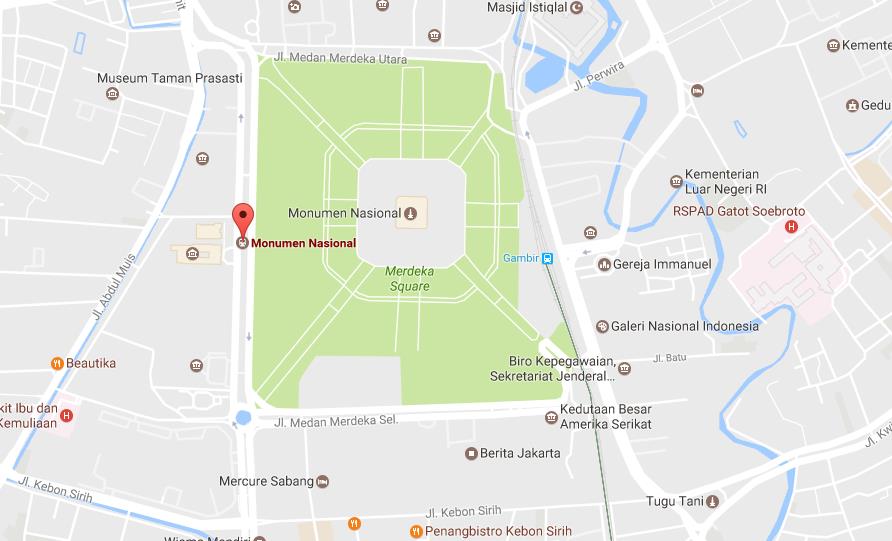 Masjid Istiqlal
Jl. Medan Merdeka Utara
Kemente
Museum Taman Prasasti
Jl. Perwira
Gedu
Kementerian
Luar Negeri RI
RSPAD Gatot Soebroto
Monumen Nasional
Monumen Nasional
Gambir
Gereja Immanuel
Merdeka
Square
Jl. Abdul Muis
Galeri Nasional Indonesia
Beautika
Biro Kepegawaian,
Sekretariat Jenderal...
Jl. Batu
kit Ibu dan
Kemuliaan
Jl. Medan Merdeka Sel.
Kedutaan Besar
Amerika Serikat
Jl. Kwi
Berita Jakarta
Mercure Sabang
Jl. Kebon Sirih
Tugu Tani
Jl. Kebon Sirih
Penangbistro Kebon Sirih
Wisma Mandiri